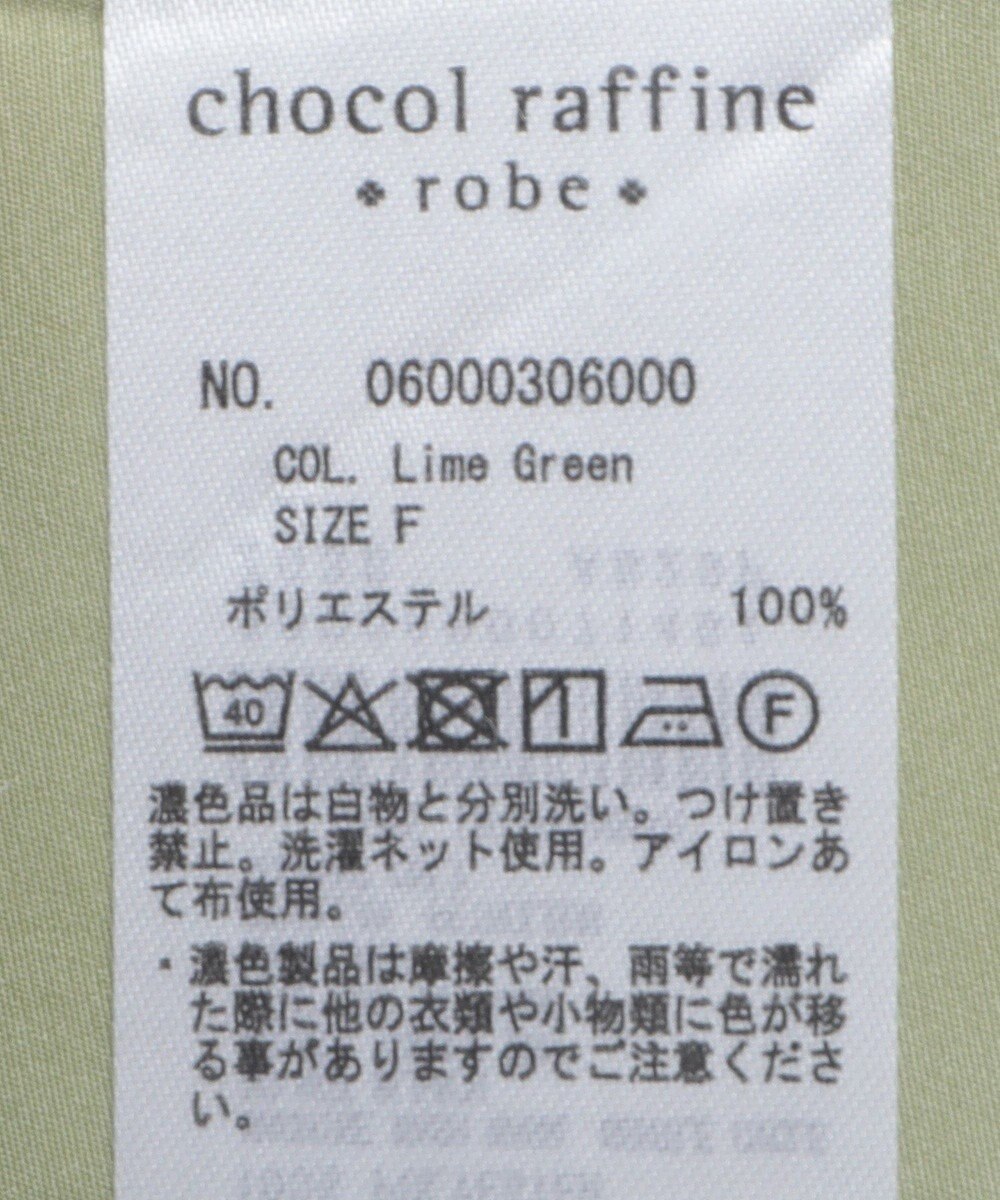 chocol raffine
robe
NO. 06000306000
COL. Lime Green
SIZE F
ポリエステル 100%
40 F
濃色品は白物と分別洗い。つけ置き
禁止。洗濯ネット使用。アイロンあ
て布使用。
・濃色製品は摩擦や汗、雨等で濡れ
た際に他の衣類や小物類に色が移
る事がありますのでご注意くださ
い。